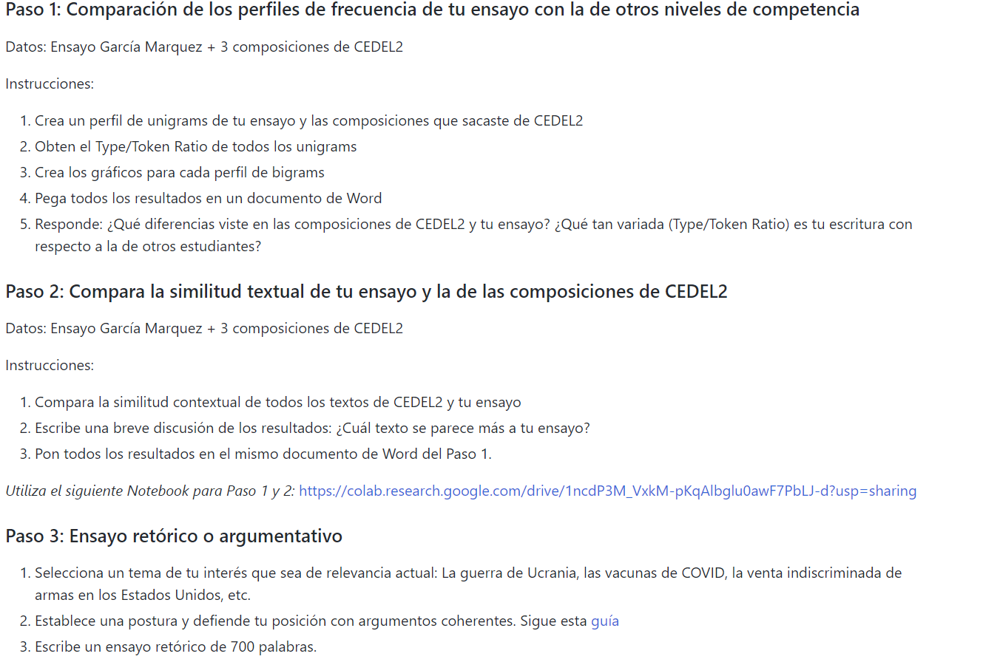 Paso 1: Comparación de los perfiles de frecuencia de tu ensayo con la de otros niveles de competencia
Datos: Ensayo García Marquez + 3 composiciones de CEDEL2
Instrucciones:
1. Crea un perfil de unigrams de tu ensayo y las composiciones que sacaste de CEDEL2
2. Obten el Type/Token Ratio de todos los unigrams
3. Crea los gráficos para cada perfil de bigrams
4. Pega todos los resultados en un documento de Word
5. Responde: ¿Qué diferencias viste en las composiciones de CEDEL2 y tu ensayo? ¿Qué tan variada (Type/Token Ratio) es tu escritura con
respecto a la de otros estudiantes?
Paso 2: Compara la similitud textual de tu ensayo y la de las composiciones de CEDEL2
Datos: Ensayo García Marquez + 3 composiciones de CEDEL2
Instrucciones:
1. Compara la similitud contextual de todos los textos de CEDEL2 y tu ensayo
2. Escribe una breve discusión de los resultados: ¿Cuál texto se parece más a tu ensayo?
3. Pon todos los resultados en el mismo documento de Word del Paso 1.
Utiliza el siguiente Notebook para Paso 1 y 2: https://colab.research.google.com/drive/1ncdP3M_VxkM-pKqAlbglu0awF7PbLJ-d?usp=sharing
Paso 3: Ensayo retórico o argumentativo
1. Selecciona un tema de tu interés que sea de relevancia actual: La guerra de Ucrania, las vacunas de COVID, la venta indiscriminada de
armas en los Estados Unidos, etc.
2. Establece una postura y defiende tu posición con argumentos coherentes. Sigue esta guía
3. Escribe un ensayo retórico de 700 palabras.